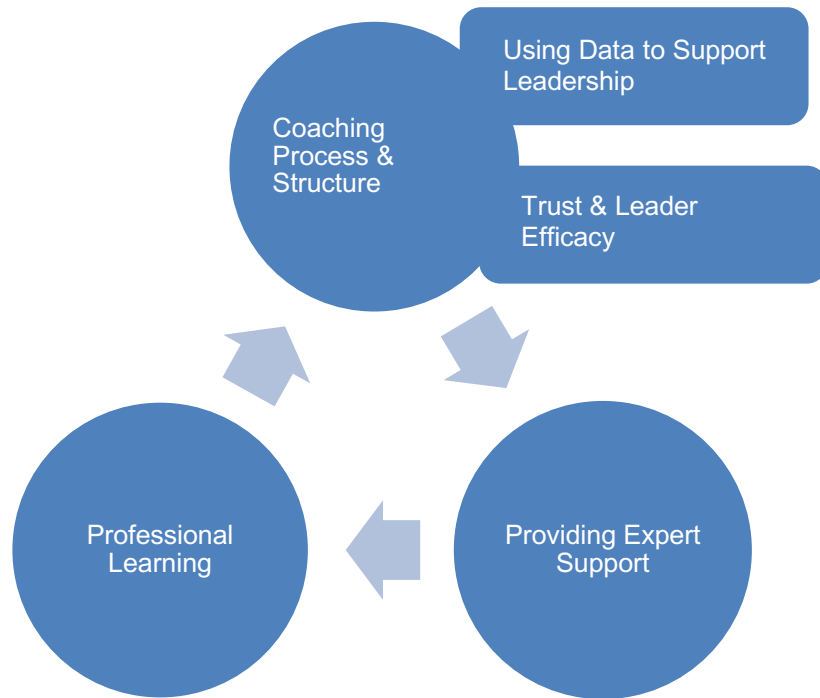 Using Data to Support
Leadership
Coaching
Process &
Structure
Trust & Leader
Efficacy
Professional
Learning
Providing Expert
Support